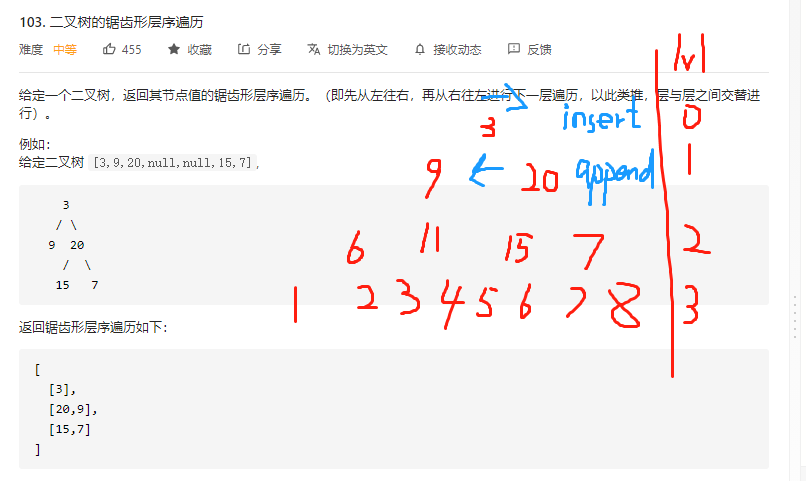 103. 二叉树的锯齿形层序遍历
难度 中等 455 收藏 分享 切换为英文 接收动态 反馈
lvl
给定一个二叉树，返回其节点值的锯齿形层序遍历。（即先从左往右，再从右往左进行下一层遍历，以此类推，层与层之间交替进
行）。
3 insert 0
例如：
给定二叉树 [3,9,20,null,null,15,7],
9 20 append 1
3
/ \
9 20
/ \
15 7
6 11 15 7 2
1 2 3 4 5 6 7 8 3
返回锯齿形层序遍历如下：
[
[3],
[20,9],
[15,7]
]